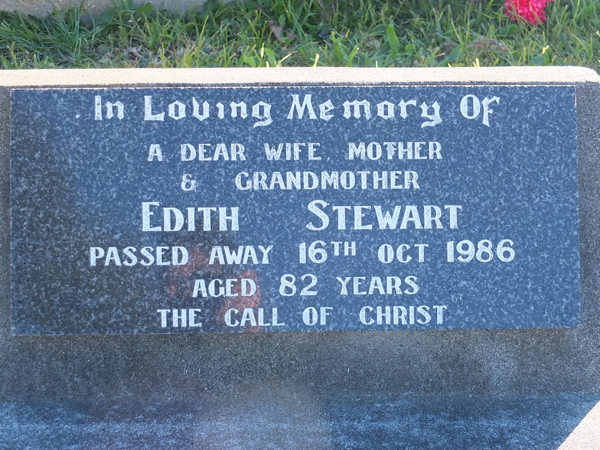 In Loving Memory Of
A DEAR WIFE, MOTHER
& GRANDMOTHER
EDITH STEWART
PASSED AWAY 16TH OCT 1986
AGED 82 YEARS
THE CALL OF CHRIST